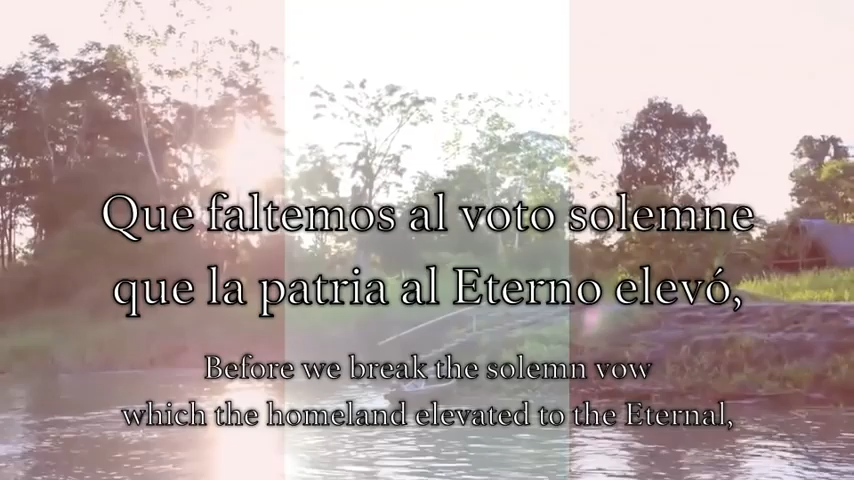 Que faltemos al voto solemne
que la patria al Eterno elevó,
Before we break the solemn vow
which the homeland elevated to the Eternal,